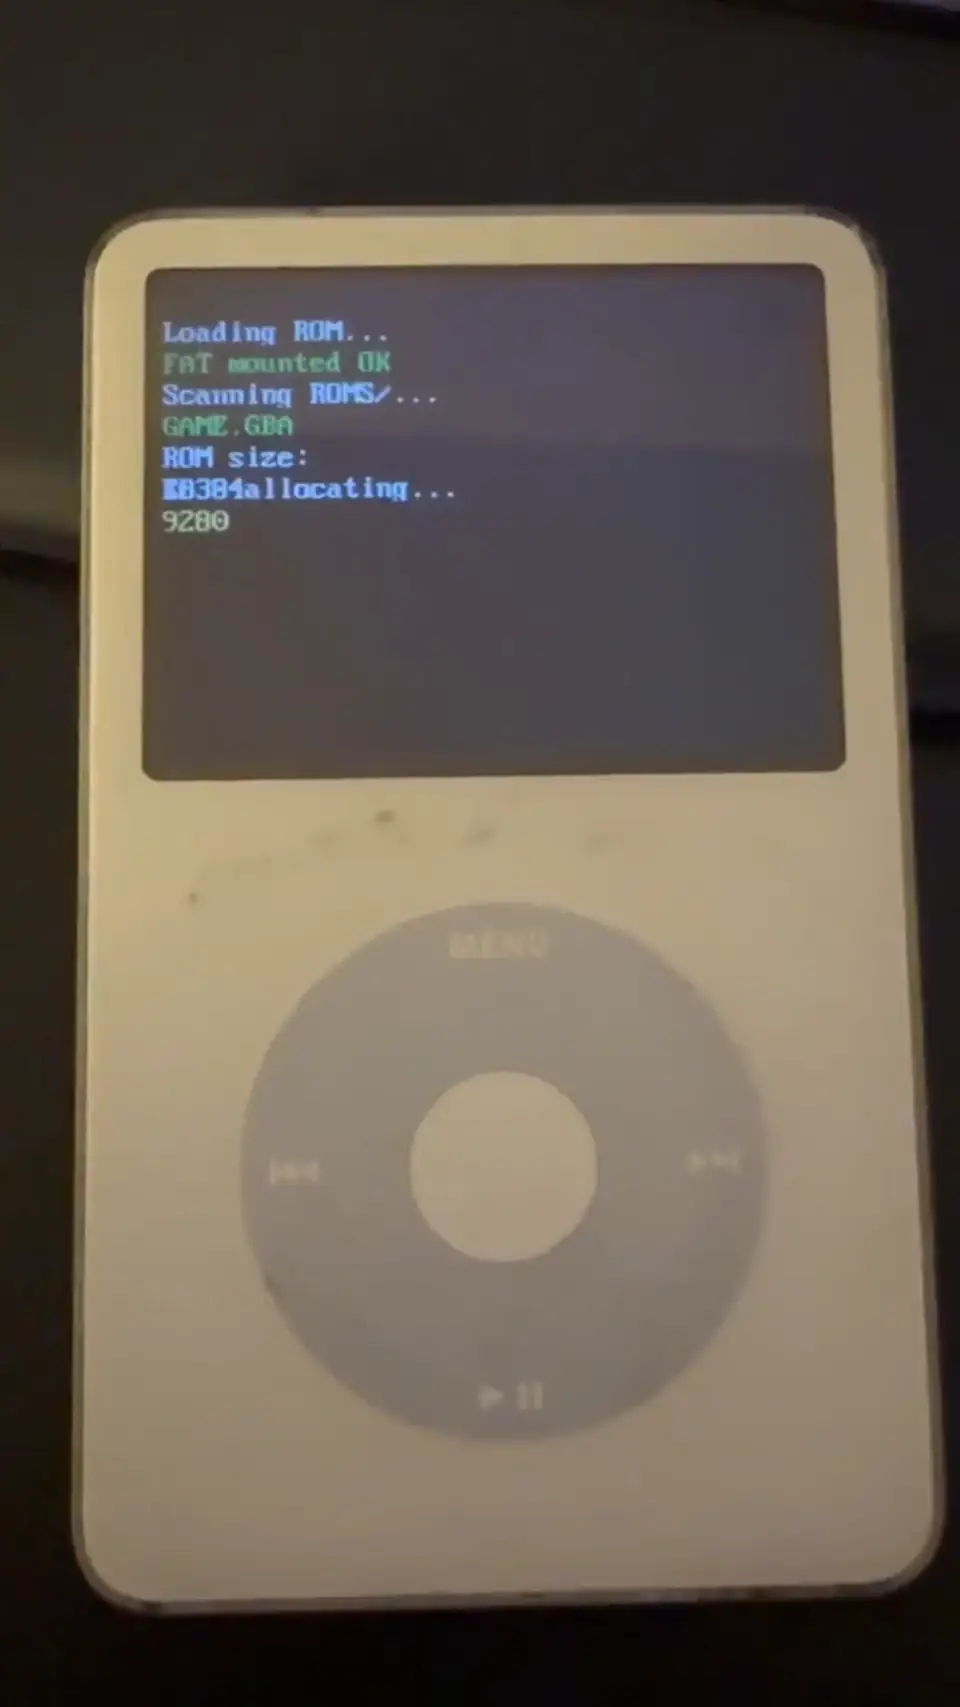 Loading ROM...
FAT mounted OK
Scanning ROMS/...
GAME.GBA
ROM size:
allocating...
9280
MENU